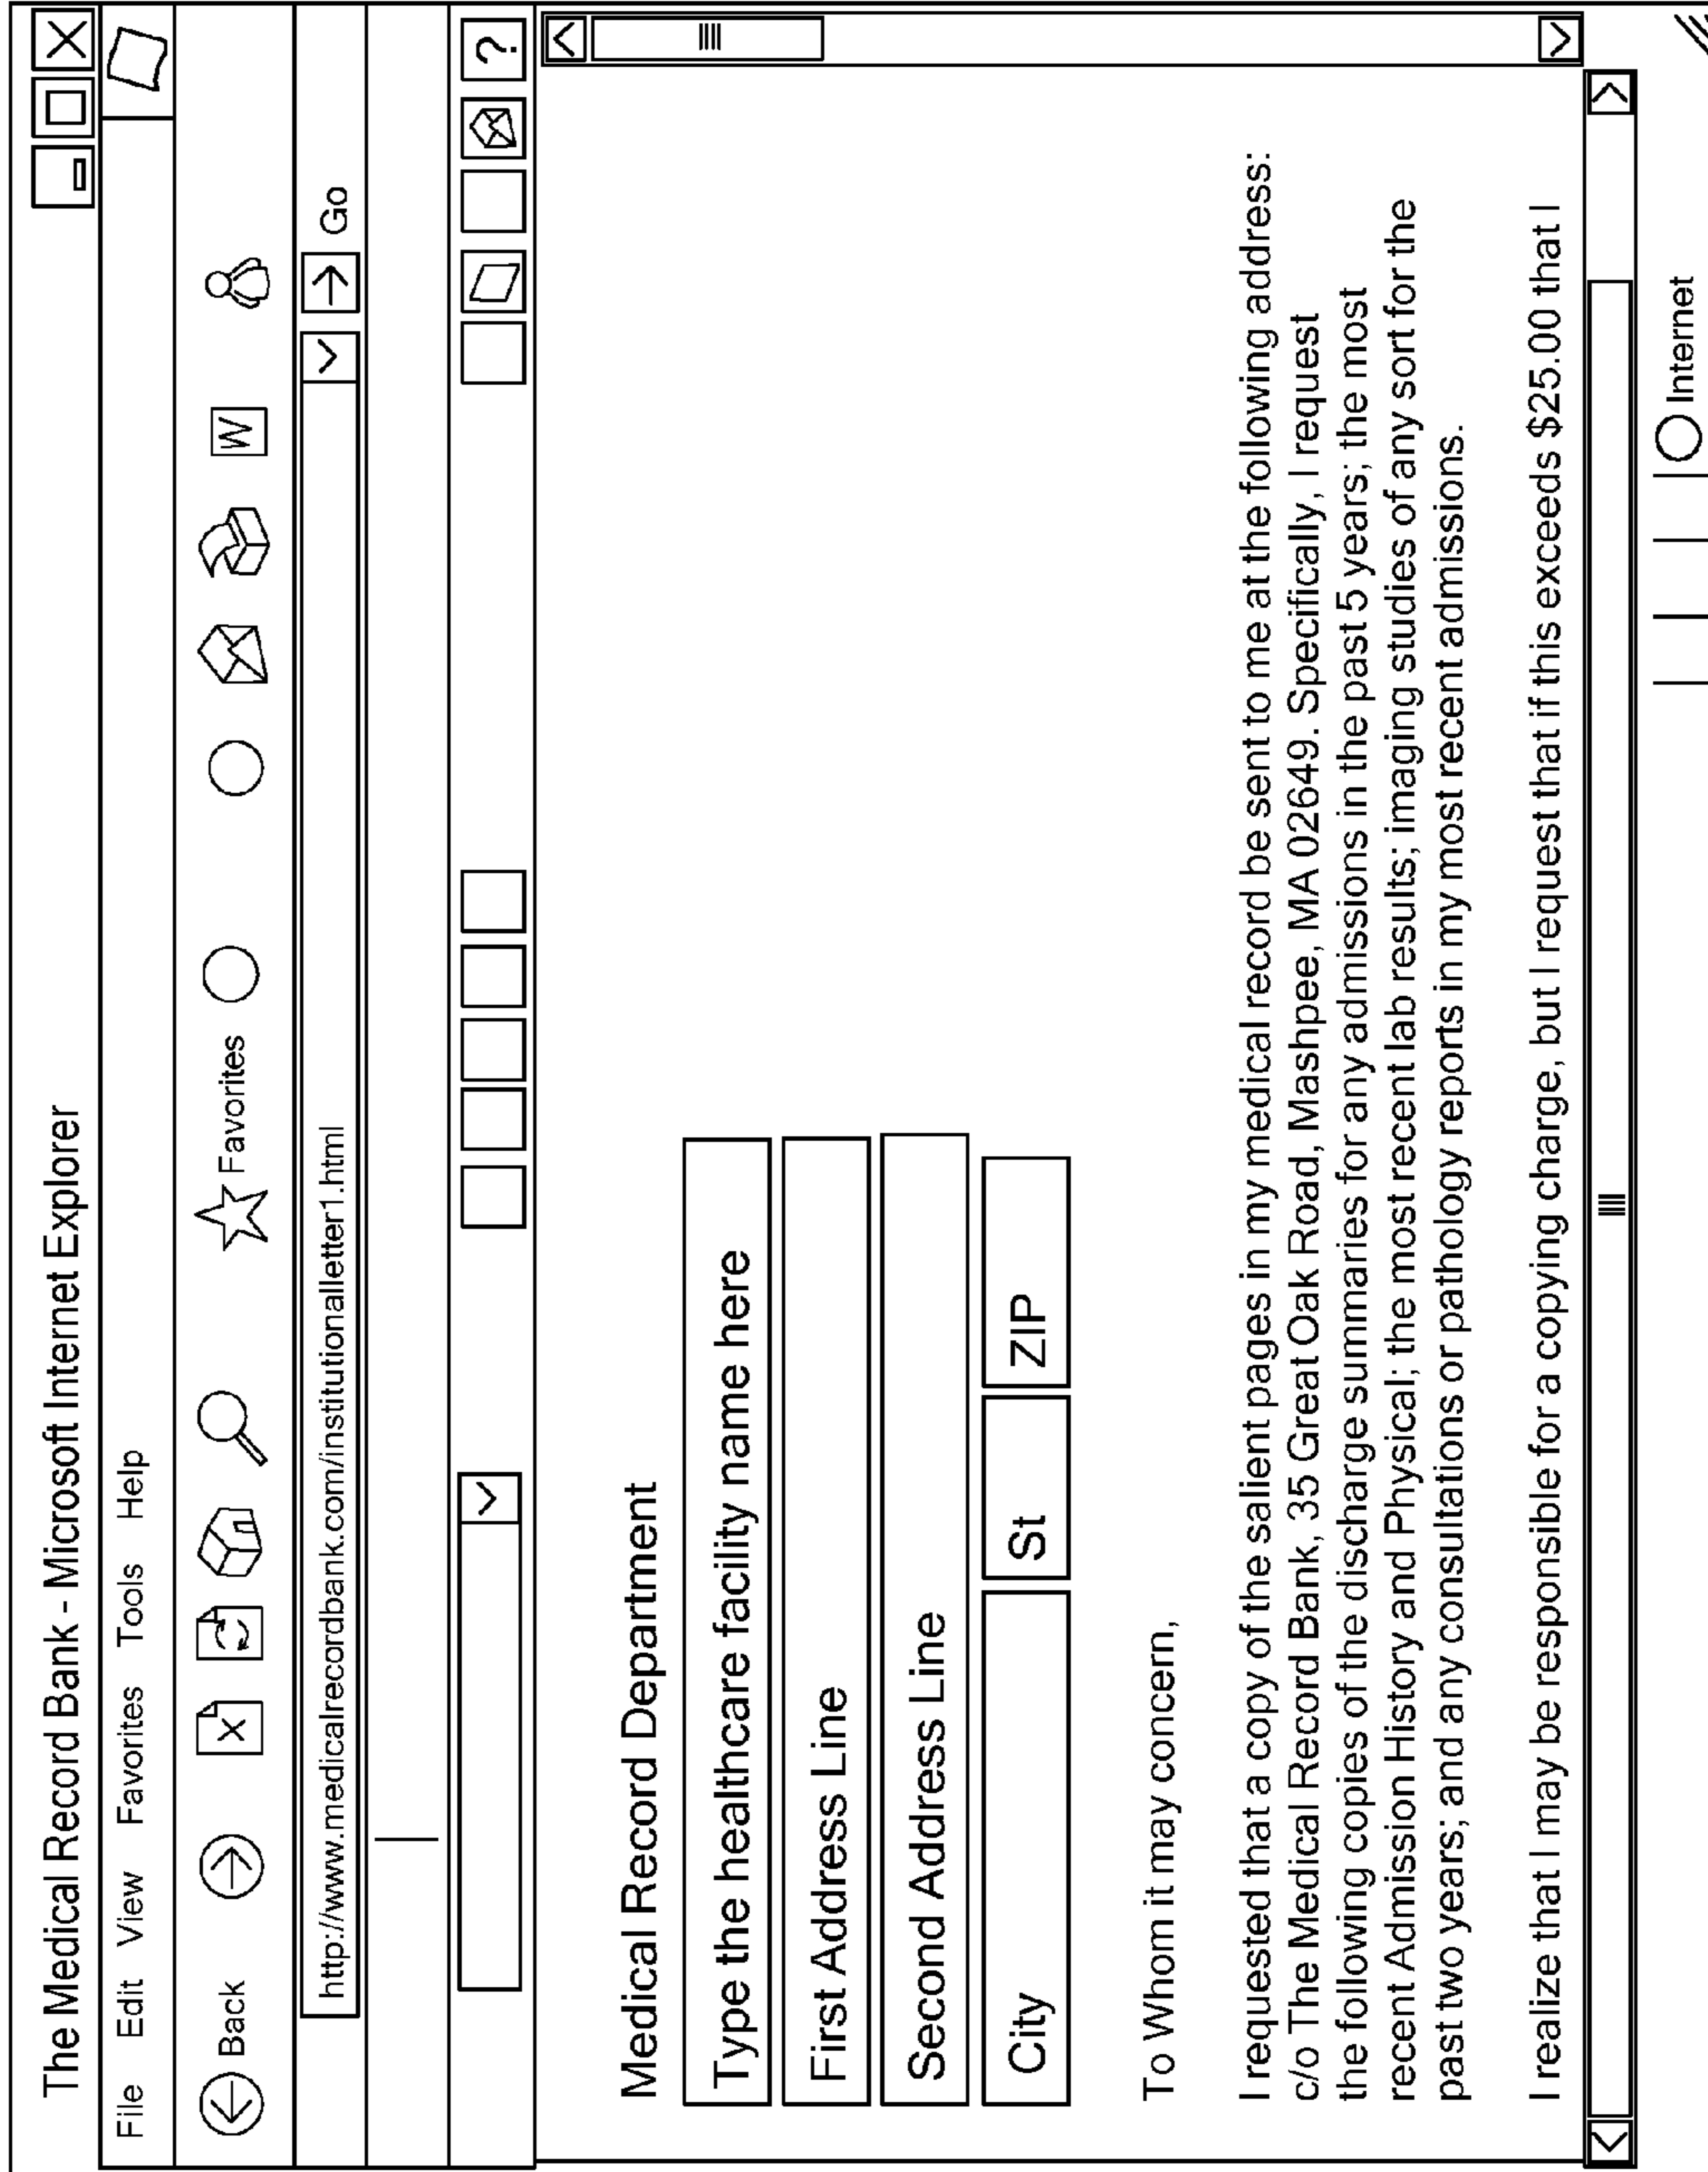 The Medical Record Bank - Microsoft Internet Explorer
File Edit View Favorites Tools Help
Back Favorites W
http://www.medicalrecordbank.com/institutionalletter1.html Go
?
Medical Record Department
Type the healthcare facility name here
First Address Line
Second Address Line
City St ZIP
To Whom it may concern,
I requested that a copy of the salient pages in my medical record be sent to me at the following address:
c/o The Medical Record Bank, 35 Great Oak Road, Mashpee, MA 02649. Specifically, I request
the following copies of the discharge summaries for any admissions in the past 5 years; the most
recent Admission History and Physical; the most recent lab results; imaging studies of any sort for the
past two years; and any consultations or pathology reports in my most recent admissions.
I realize that I may be responsible for a copying charge, but I request that if this exceeds $25.00 that I
Internet